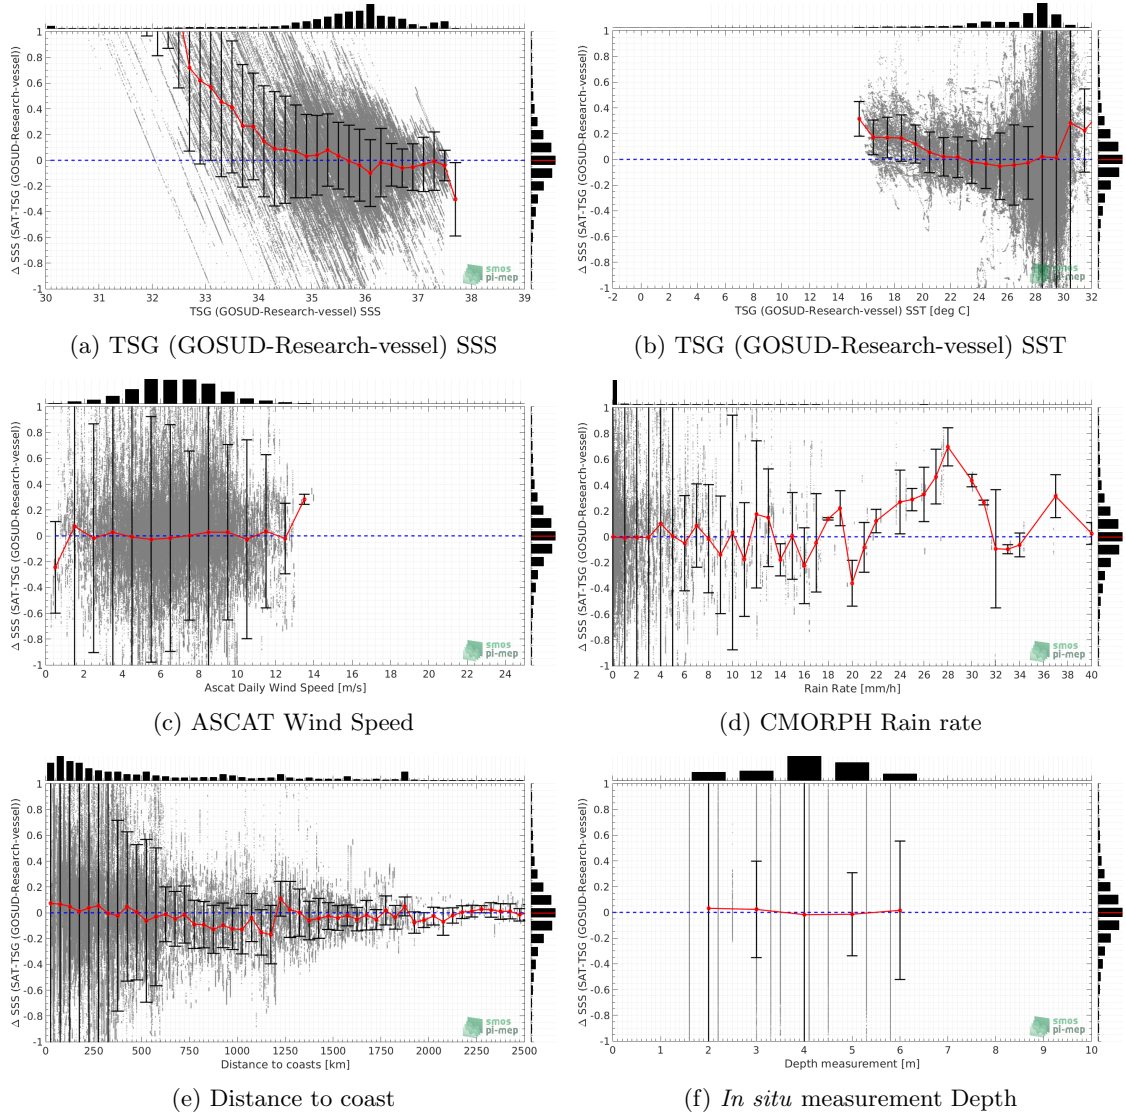 1
0.8
0.6
0.4
0.2
0
-0.2
-0.4
-0.6
-0.8
-1
Δ SSS (SAT-TSG (GOSUD-Research-vessel))
30 31 32 33 34 35 36 37 38 39
TSG (GOSUD-Research-vessel) SSS
smos
pi-mep
(a) TSG (GOSUD-Research-vessel) SSS
1
0.8
0.6
0.4
0.2
0
-0.2
-0.4
-0.6
-0.8
-1
Δ SSS (SAT-TSG (GOSUD-Research-vessel))
-2 0 2 4 6 8 10 12 14 16 18 20 22 24 26 28 30 32
TSG (GOSUD-Research-vessel) SST [deg C]
smos
pi-mep
(b) TSG (GOSUD-Research-vessel) SST
1
0.8
0.6
0.4
0.2
0
-0.2
-0.4
-0.6
-0.8
-1
Δ SSS (SAT-TSG (GOSUD-Research-vessel))
0 2 4 6 8 10 12 14 16 18 20 22 24
Ascat Daily Wind Speed [m/s]
smos
pi-mep
(c) ASCAT Wind Speed
1
0.8
0.6
0.4
0.2
0
-0.2
-0.4
-0.6
-0.8
-1
Δ SSS (SAT-TSG (GOSUD-Research-vessel))
0 2 4 6 8 10 12 14 16 18 20 22 24 26 28 30 32 34 36 38 40
Rain Rate [mm/h]
smos
pi-mep
(d) CMORPH Rain rate
1
0.8
0.6
0.4
0.2
0
-0.2
-0.4
-0.6
-0.8
-1
Δ SSS (SAT-TSG (GOSUD-Research-vessel))
0 250 500 750 1000 1250 1500 1750 2000 2250 2500
Distance to coasts [km]
smos
pi-mep
(e) Distance to coast
1
0.8
0.6
0.4
0.2
0
-0.2
-0.4
-0.6
-0.8
-1
Δ SSS (SAT-TSG (GOSUD-Research-vessel))
0 1 2 3 4 5 6 7 8 9 10
Depth measurement [m]
smos
pi-mep
(f) In situ measurement Depth